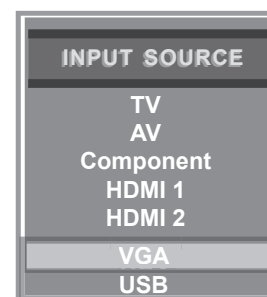 INPUT SOURCE
TV
AV
Component
HDMI 1
HDMI 2
VGA
USB